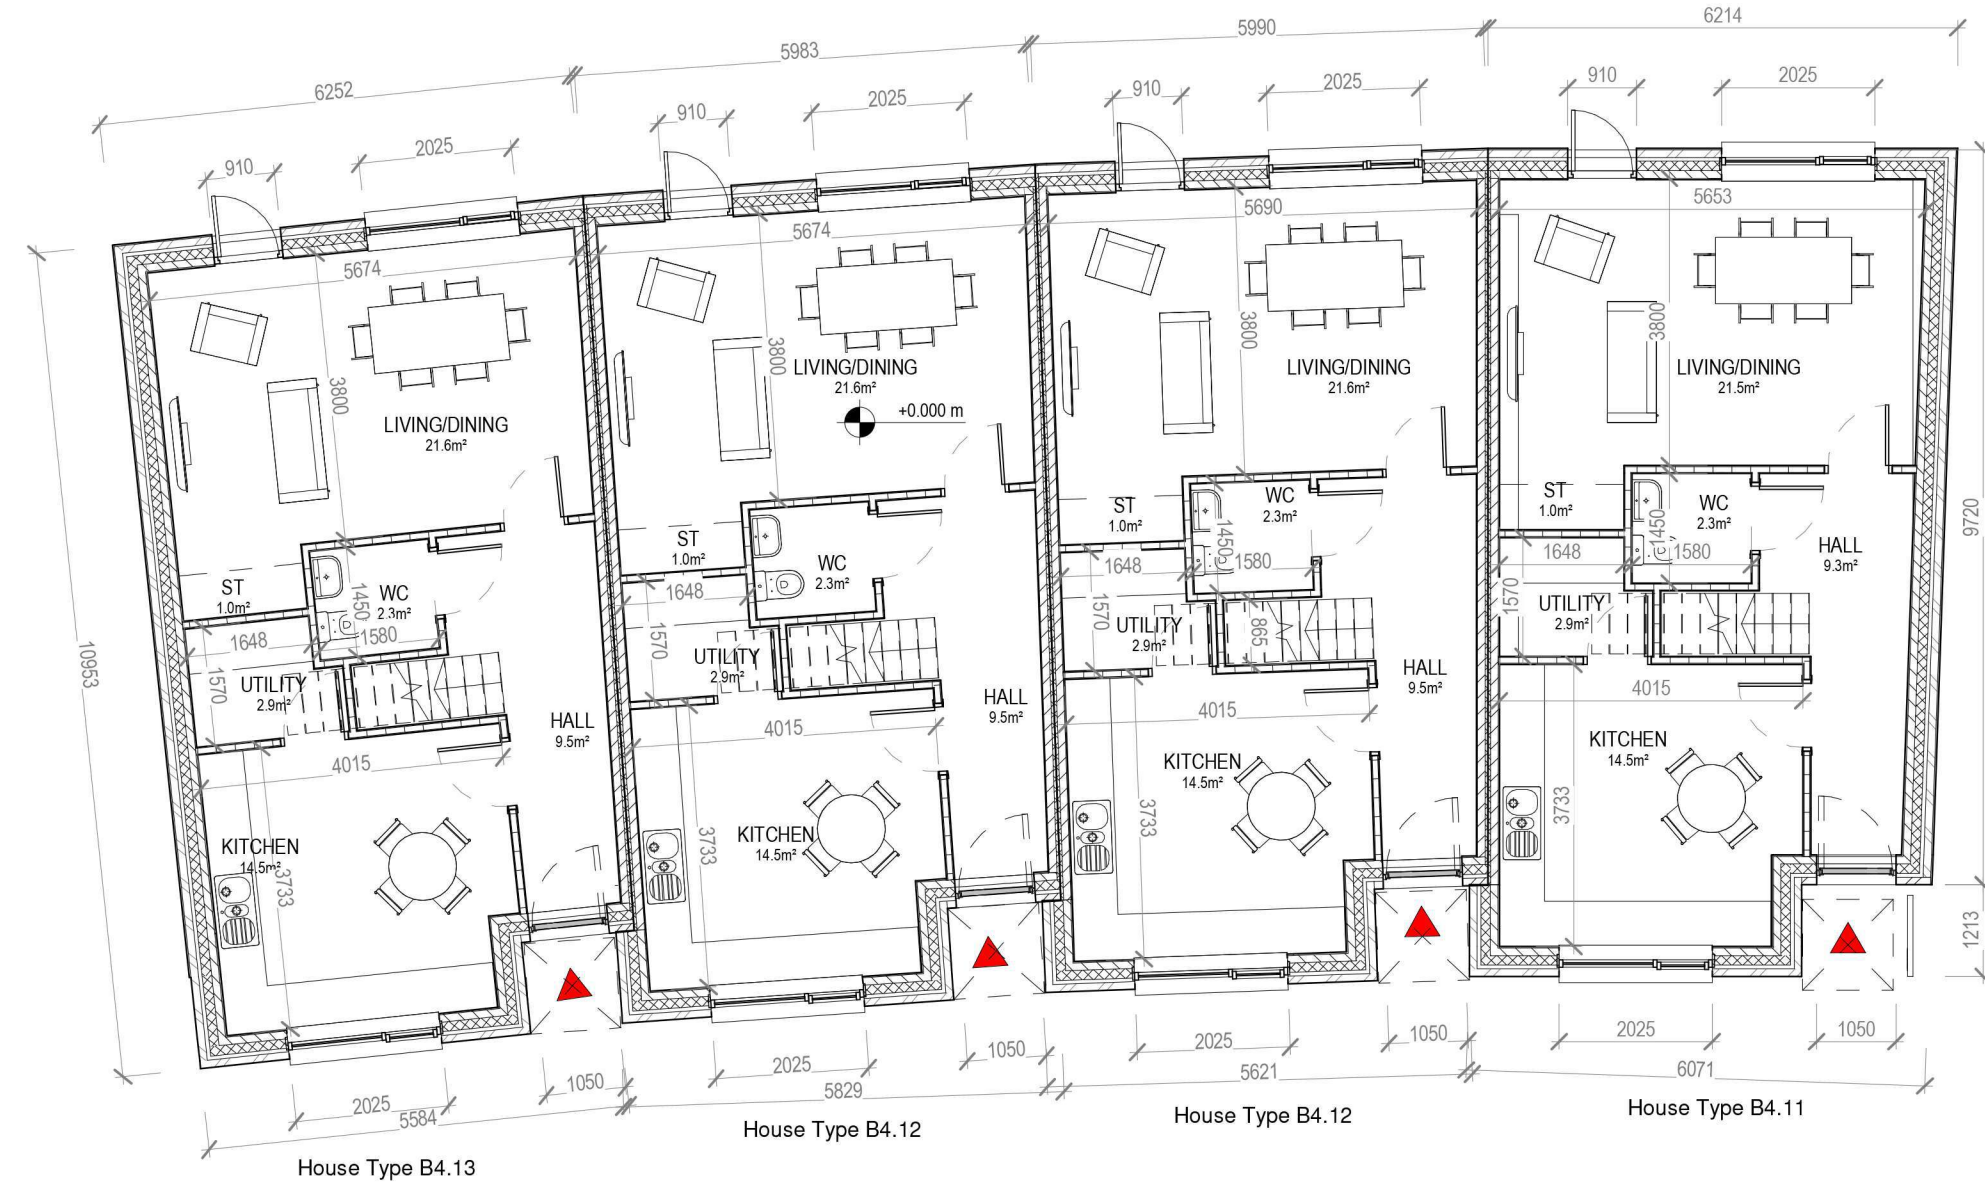 6252
5983
5990
6214
910
2025
910
2025
910
2025
910
2025
5674
3800
LIVING/DINING
21.6m²
ST
1.0m²
WC
2.3m²
1450
1580
1648
1570
UTILITY
2.9m²
HALL
9.5m²
4015
KITCHEN
14.5m²
3733
10953
1050
2025
5584
House Type B4.13
5674
3800
LIVING/DINING
21.6m²
+0.000 m
ST
1.0m²
WC
2.3m²
1648
1570
UTILITY
2.9m²
HALL
9.5m²
4015
KITCHEN
14.5m²
3733
1050
2025
5829
House Type B4.12
5690
3800
LIVING/DINING
21.6m²
ST
1.0m²
WC
2.3m²
1450
1580
1648
1570
UTILITY
2.9m²
865
HALL
9.5m²
4015
KITCHEN
14.5m²
3733
1050
2025
5621
House Type B4.12
5653
3800
LIVING/DINING
21.5m²
ST
1.0m²
WC
2.3m²
1450
1580
1648
1570
UTILITY
2.9m²
HALL
9.3m²
4015
KITCHEN
14.5m²
3733
9720
1213
2025
1050
6071
House Type B4.11